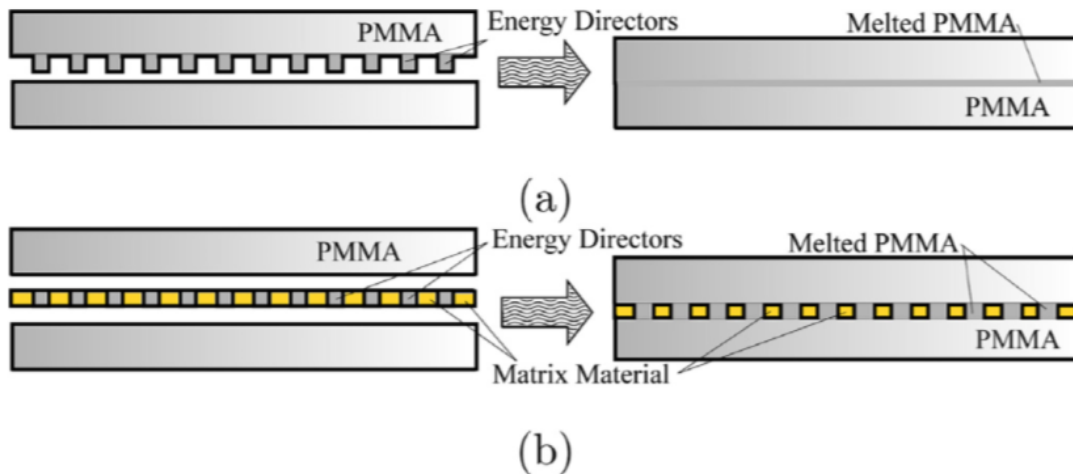 PMMA
Energy Directors
Melted PMMA
PMMA
(a)
PMMA
Energy Directors
Melted PMMA
PMMA
Matrix Material
(b)